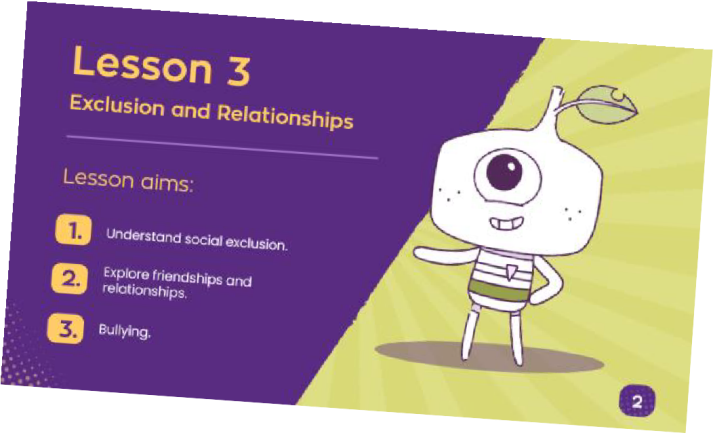 Lesson 3
Exclusion and Relationships
Lesson aims:
1. Understand social exclusion.
2. Explore friendships and
relationships.
3. Bullying.
2